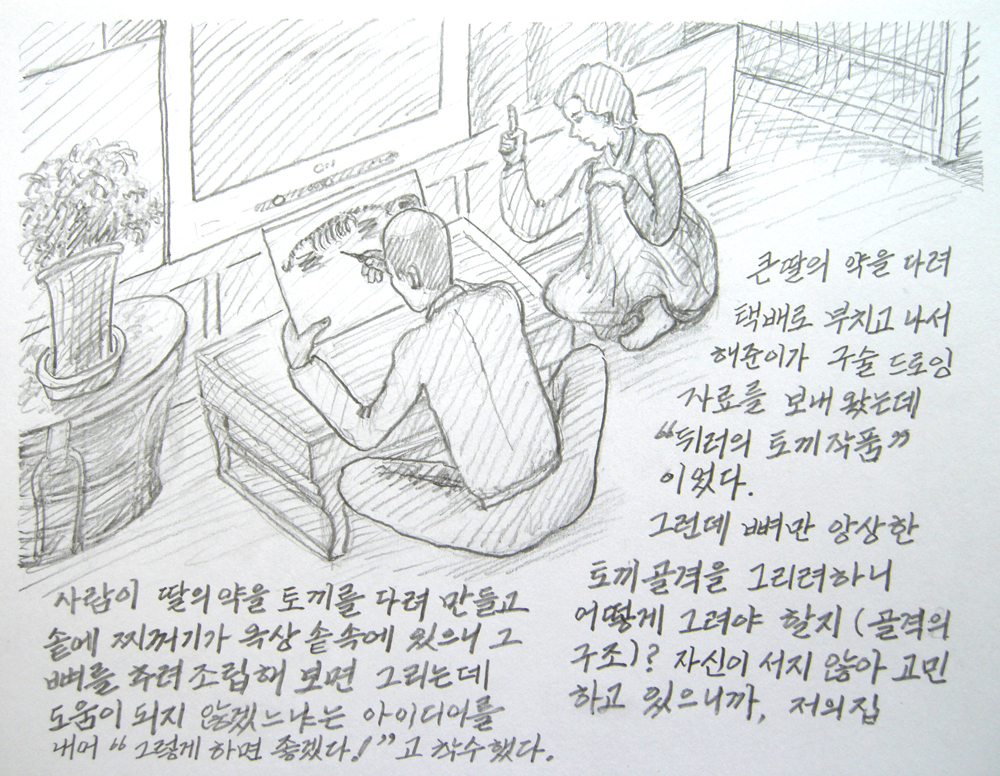 큰딸의 약을 다려
택배로 부치고 나서
해준이가 구술 드로잉
자료를 보내 왔는데
“뒤러의 토끼작품”
이었다.
그런데 뼈만 앙상한
토끼골격을 그리려하니
어떻게 그려야 할지 (골격의
구조)? 자신이 서지 않아 고민
하고 있으니까, 저의집
사람이 딸의 약을 토끼를 다려 만들고
솥에 찌꺼기가 옥상 솥속에 있으니 그
뼈를 추려 조립해 보면 그리는데
도움이 되지 않겠느냐는 아이디어를
내어 “그렇게 하면 좋겠다!”고 착수했다.